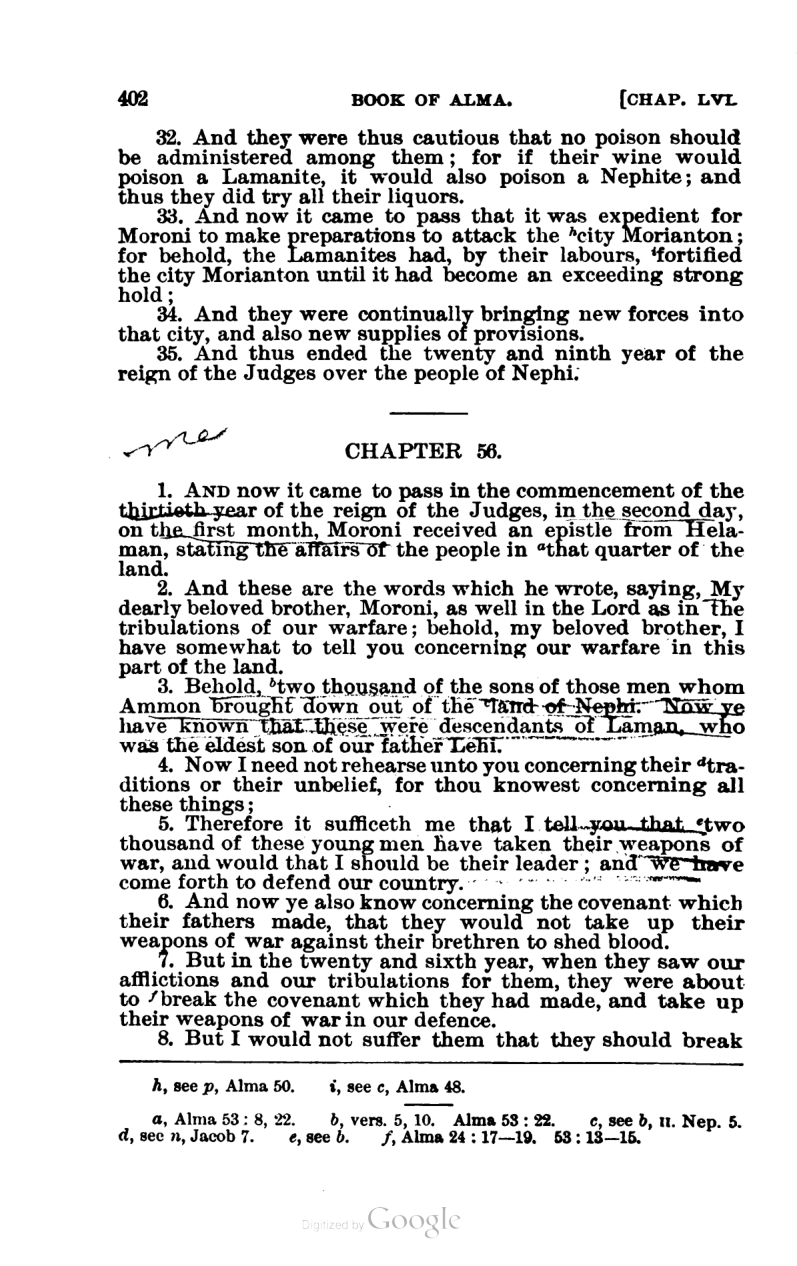 402 BOOK OF ALMA. [CHAP. LVI.
32. And they were thus cautious that no poison should
be administered among them; for if their wine would
poison a Lamanite, it would also poison a Nephite; and
thus they did try all their liquors.
33. And now it came to pass that it was expedient for
Moroni to make preparations to attack the ʰcity Morianton;
for behold, the Lamanites had, by their labours, ⁱfortified
the city Morianton until it had become an exceeding strong
hold;
34. And they were continually bringing new forces into
that city, and also new supplies of provisions.
35. And thus ended the twenty and ninth year of the
reign of the Judges over the people of Nephi.
me
CHAPTER 56.
1. AND now it came to pass in the commencement of the
thirtieth year of the reign of the Judges, in the second day,
on the first month, Moroni received an epistle from Hela-
man, stating the affairs of the people in ᵃthat quarter of the
land.
2. And these are the words which he wrote, saying, My
dearly beloved brother, Moroni, as well in the Lord as in the
tribulations of our warfare; behold, my beloved brother, I
have somewhat to tell you concerning our warfare in this
part of the land.
3. Behold, ᵇtwo thousand of the sons of those men whom
Ammon brought down out of the ᶜland of Nephi. Now ye
have known that these were descendants of Laman, who
was the eldest son of our father Lehi.
4. Now I need not rehearse unto you concerning their ᵈtra-
ditions or their unbelief, for thou knowest concerning all
these things;
5. Therefore it sufficeth me that I tell you that ᵉtwo
thousand of these young men have taken their weapons of
war, and would that I should be their leader; and we have
come forth to defend our country.
6. And now ye also know concerning the covenant which
their fathers made, that they would not take up their
weapons of war against their brethren to shed blood.
7. But in the twenty and sixth year, when they saw our
afflictions and our tribulations for them, they were about
to ᶠbreak the covenant which they had made, and take up
their weapons of war in our defence.
8. But I would not suffer them that they should break
h, see p, Alma 50. i, see c, Alma 48.
a, Alma 53 : 8, 22. b, vers. 5, 10. Alma 53 : 22. c, see b, II. Nep. 5.
d, see n, Jacob 7. e, see b. f, Alma 24 : 17—19. 53 : 13—15.
Digitized by Google